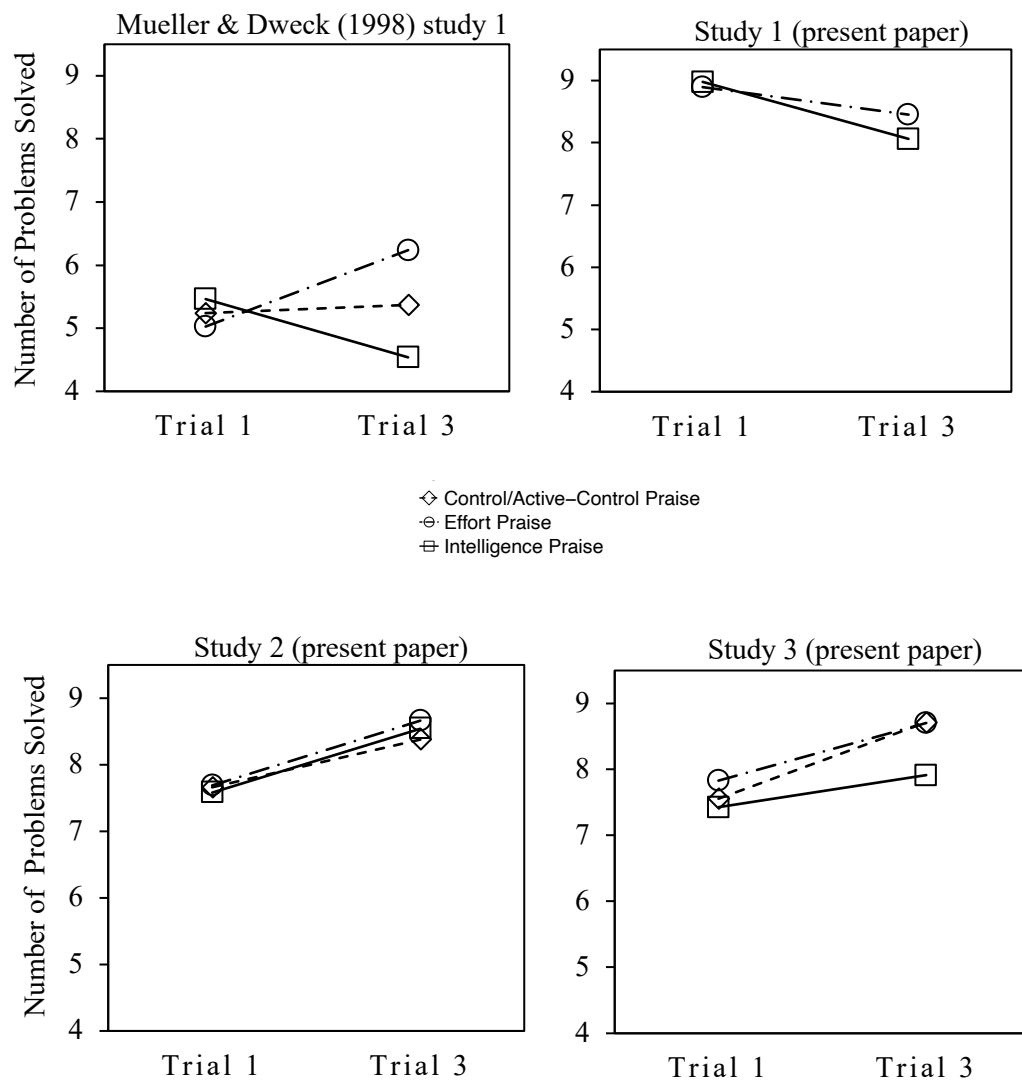 Mueller & Dweck (1998) study 1
Number of Problems Solved
9
8
7
6
5
4
Trial 1 Trial 3
Study 1 (present paper)
9
8
7
6
5
4
Trial 1 Trial 3
Control/Active−Control Praise
Effort Praise
Intelligence Praise
Study 2 (present paper)
Number of Problems Solved
9
8
7
6
5
4
Trial 1 Trial 3
Study 3 (present paper)
9
8
7
6
5
4
Trial 1 Trial 3